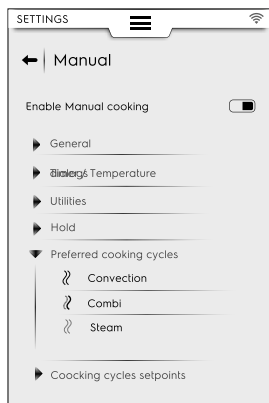 SETTINGS
Manual
Enable Manual cooking
General
Temperature
Utilities
Hold
Preferred cooking cycles
Convection
Combi
Steam
Coocking cycles setpoints